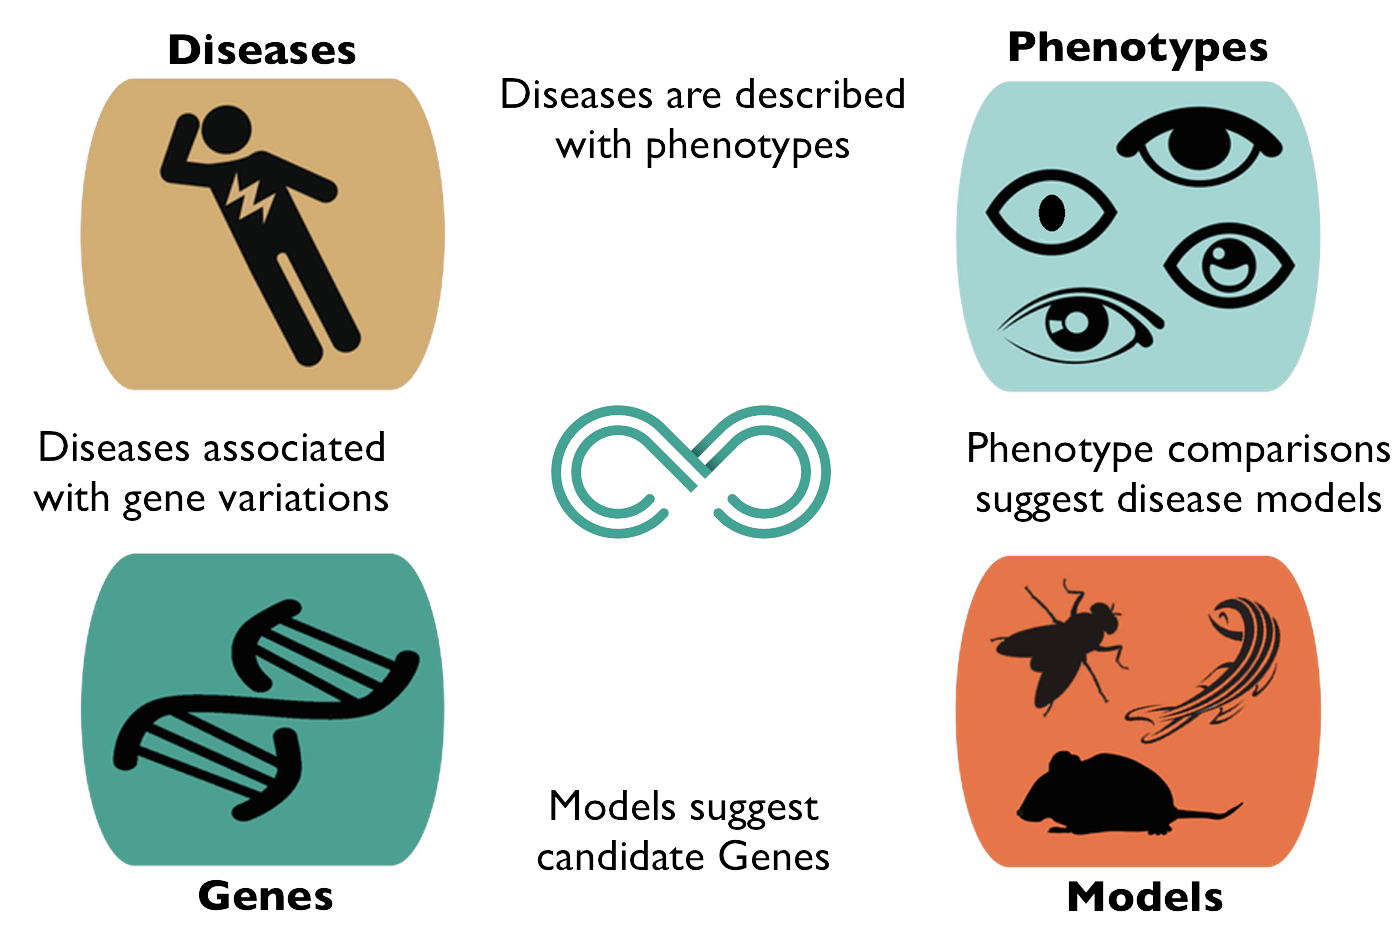 Diseases
Phenotypes
Diseases are described
with phenotypes
Diseases associated
with gene variations
Phenotype comparisons
suggest disease models
Models suggest
candidate Genes
Genes
Models